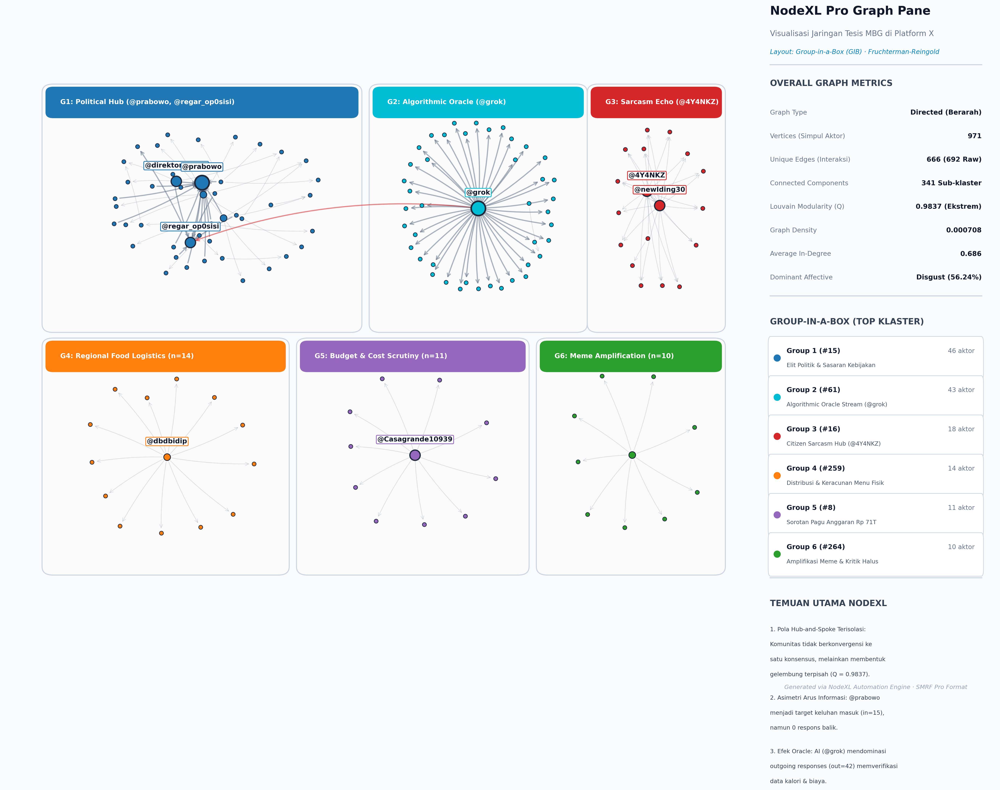 NodeXL Pro Graph Pane
Visualisasi Jaringan Tesis MBG di Platform X
Layout: Group-in-a-Box (GIB) · Fruchterman-Reingold
G1: Political Hub (@prabowo, @regar_op0sisi)
@prabowo
@regar_op0sisi
G2: Algorithmic Oracle (@grok)
@grok
G3: Sarcasm Echo (@4Y4NKZ)
@4Y4NKZ
G4: Regional Food Logistics (n=14)
@dbdbidip
G5: Budget & Cost Scrutiny (n=11)
@Casagrande10939
G6: Meme Amplification (n=10)
OVERALL GRAPH METRICS
Graph Type Directed (Berarah)
Vertices (Simpul Aktor) 971
Unique Edges (Interaksi) 666 (692 Raw)
Connected Components 341 Sub-klaster
Louvain Modularity (Q) 0.9837 (Ekstrem)
Graph Density 0.000708
Average In-Degree 0.686
Dominant Affective Disgust (56.24%)
GROUP-IN-A-BOX (TOP KLASTER)
Group 1 (#15) 46 aktor
Elit Politik & Sasaran Kebijakan
Group 2 (#61) 43 aktor
Algorithmic Oracle Stream (@grok)
Group 3 (#16) 18 aktor
Citizen Sarcasm Hub (@4Y4NKZ)
Group 4 (#259) 14 aktor
Distribusi & Keracunan Menu Fisik
Group 5 (#8) 11 aktor
Sorotan Pagu Anggaran Rp 71T
Group 6 (#264) 10 aktor
Amplifikasi Meme & Kritik Halus
TEMUAN UTAMA NODEXL
1. Pola Hub-and-Spoke Terisolasi:
Komunitas tidak berkonvergensi ke
satu konsensus, melainkan membentuk
gelembung terpisah (Q = 0.9837).
Generated via NodeXL Automation Engine · SMRF Pro Format
2. Asimetri Arus Informasi: @prabowo
menjadi target keluhan masuk (in=15),
namun 0 respons balik.
3. Efek Oracle: AI (@grok) mendominasi
outgoing responses (out=42) memverifikasi
data kalori & biaya.